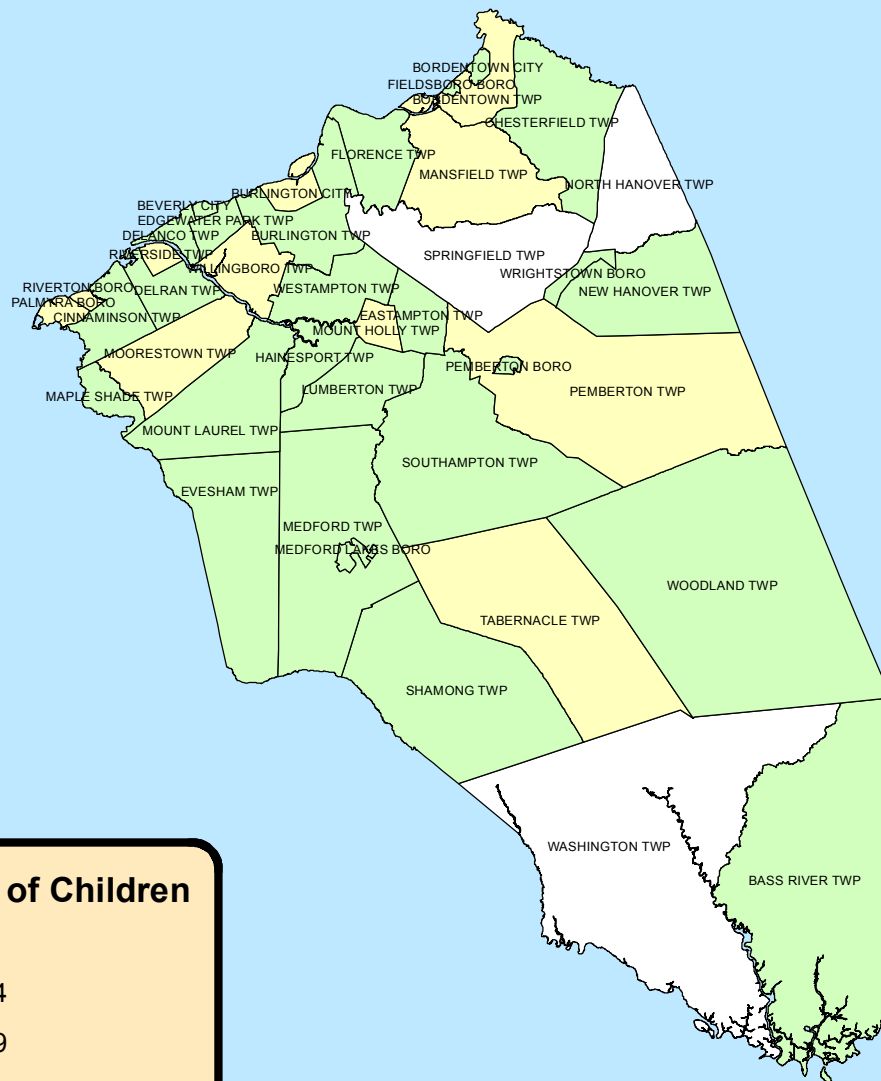 BORDENTOWN CITY
FIELDSBORO BORO
BORDENTOWN TWP
CHESTERFIELD TWP
FLORENCE TWP
MANSFIELD TWP
NORTH HANOVER TWP
BURLINGTON CITY
BEVERLY CITY
EDGEWATER PARK TWP
DELANCO TWP
BURLINGTON TWP
RIVERSIDE TWP
SPRINGFIELD TWP
WILLINGBORO TWP
WRIGHTSTOWN BORO
RIVERTON BORO
DELRAN TWP
WESTAMPTON TWP
NEW HANOVER TWP
PALMYRA BORO
CINNAMINSON TWP
EASTAMPTON TWP
MOUNT HOLLY TWP
MOORESTOWN TWP
HAINESPORT TWP
PEMBERTON BORO
LUMBERTON TWP
PEMBERTON TWP
MAPLE SHADE TWP
MOUNT LAUREL TWP
SOUTHAMPTON TWP
EVESHAM TWP
MEDFORD TWP
MEDFORD LAKES BORO
WOODLAND TWP
TABERNACLE TWP
SHAMONG TWP
WASHINGTON TWP
BASS RIVER TWP
of Children
4
9